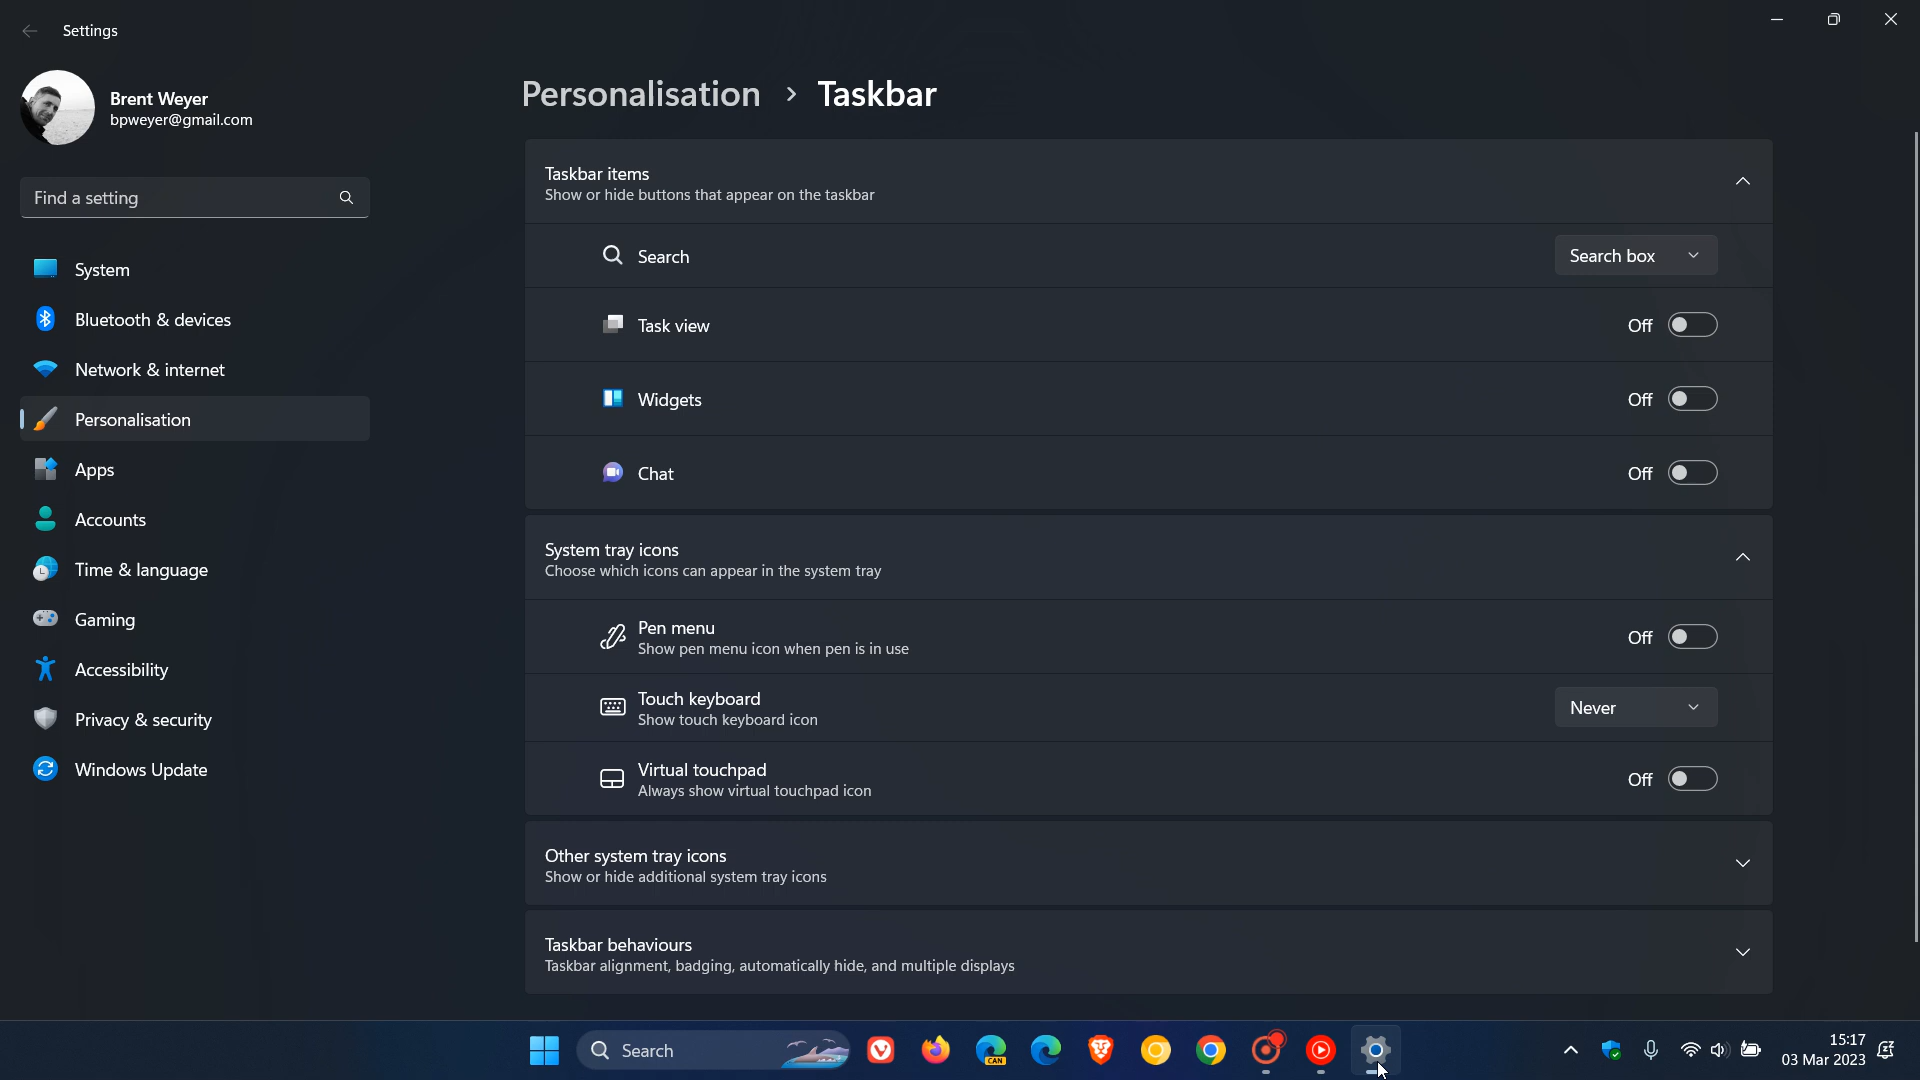 Settings
Brent Weyer
bpweyer@gmail.com
Find a setting
System
Bluetooth & devices
Network & internet
Personalisation
Apps
Accounts
Time & language
Gaming
Accessibility
Privacy & security
Windows Update
Personalisation > Taskbar
Taskbar items
Show or hide buttons that appear on the taskbar
Search Search box
Task view Off
Widgets Off
Chat Off
System tray icons
Choose which icons can appear in the system tray
Pen menu
Show pen menu icon when pen is in use
Off
Touch keyboard
Show touch keyboard icon
Never
Virtual touchpad
Always show virtual touchpad icon
Off
Other system tray icons
Show or hide additional system tray icons
Taskbar behaviours
Taskbar alignment, badging, automatically hide, and multiple displays
Search
CAN
15:17
03 Mar 2023